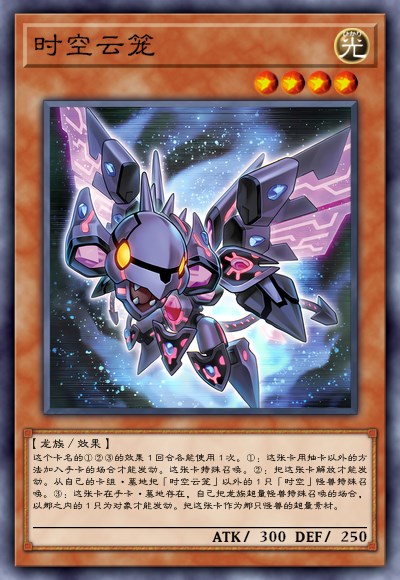 时空云笼
光
【龙族/效果】
这个卡名的①②③的效果1回合各能使用1次。①：这张卡用抽卡以外的方
法加入手卡的场合才能发动。这张卡特殊召唤。②：把这张卡解放才能发
动。从自己的卡组·墓地把「时空云笼」以外的1只「时空」怪兽特殊召
唤。③：这张卡在手卡·墓地存在，自己把龙族超量怪兽特殊召唤的场合，
以那之内的1只为对象才能发动。把这张卡作为那只怪兽的超量素材。
ATK/ 300 DEF/ 250